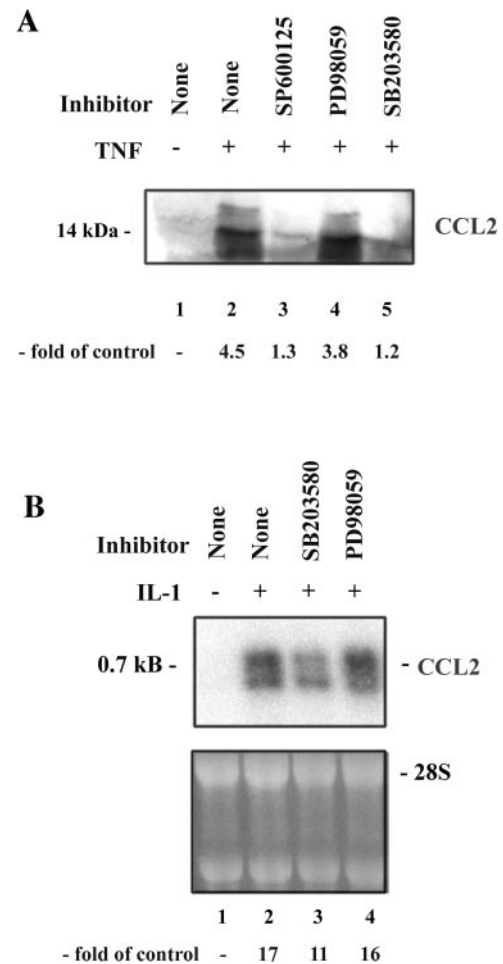 A
Inhibitor None None SP600125 PD98059 SB203580
TNF - + + + +
14 kDa - CCL2
1 2 3 4 5
- fold of control - 4.5 1.3 3.8 1.2
B
Inhibitor None None SB203580 PD98059
IL-1 - + + +
0.7 kB - - CCL2
- 28S
1 2 3 4
- fold of control - 17 11 16